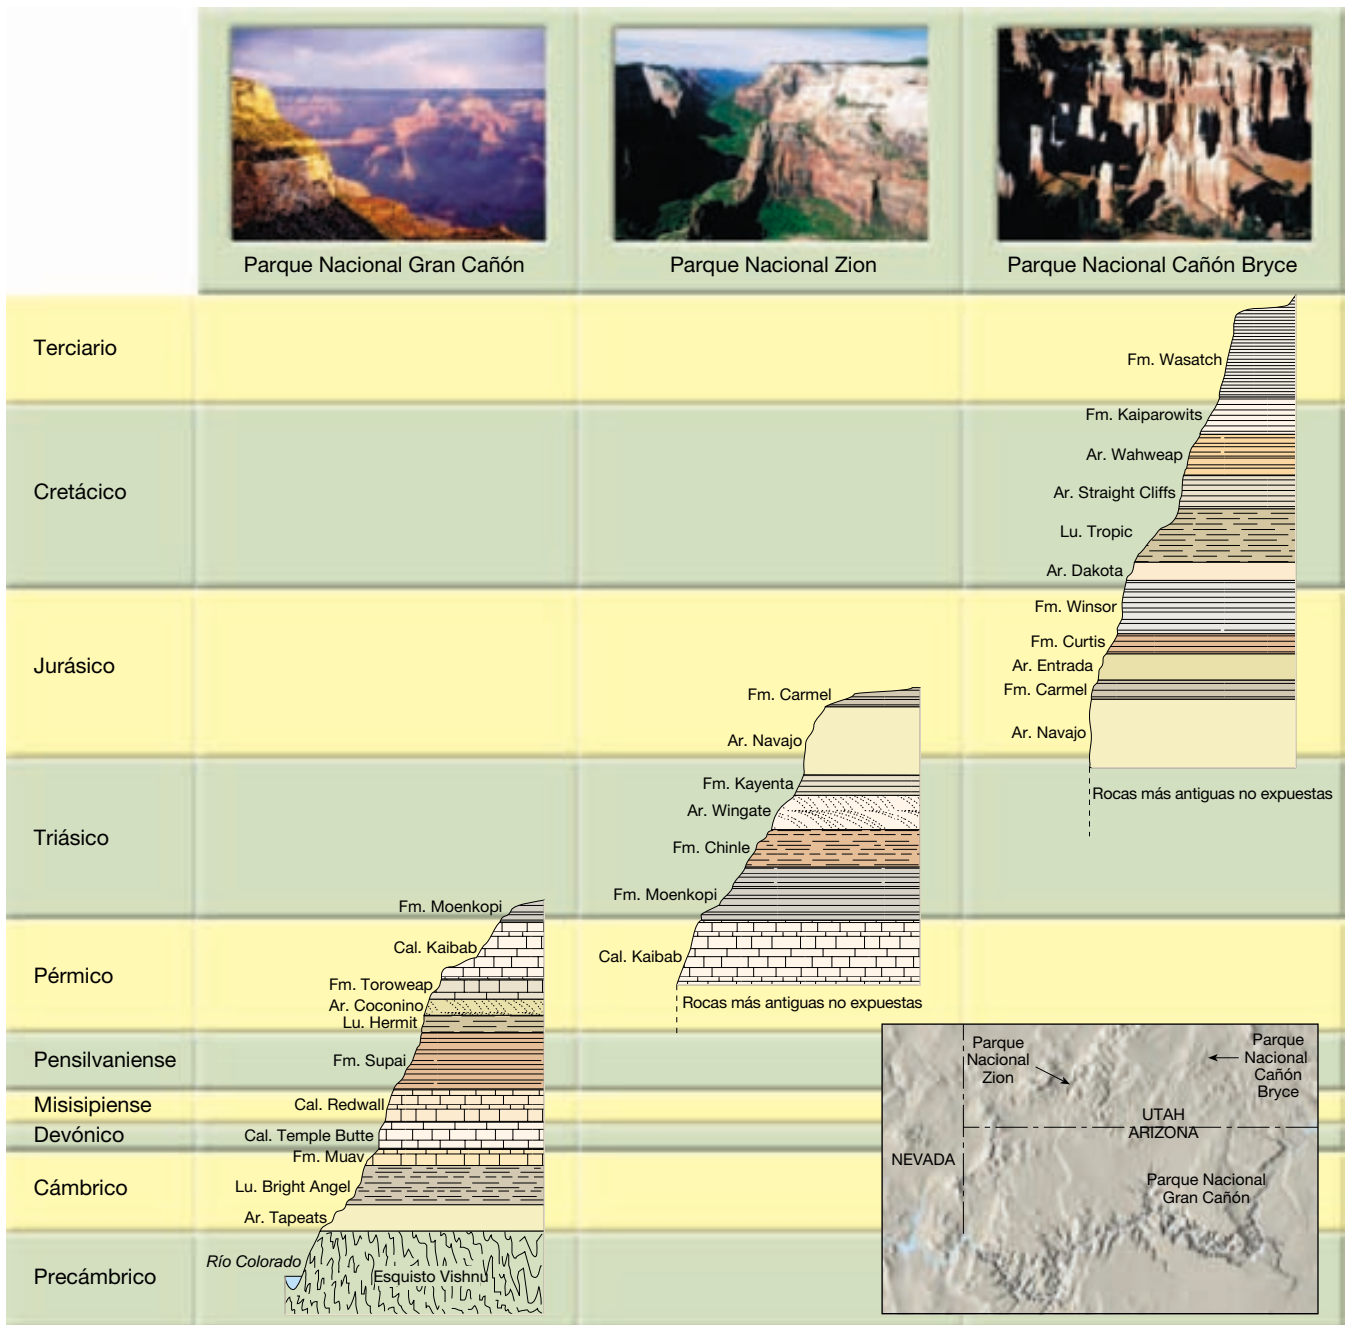 Parque Nacional Gran Cañón
Parque Nacional Zion
Parque Nacional Cañón Bryce
Terciario
Fm. Wasatch
Cretácico
Fm. Kaiparowits
Ar. Wahweap
Ar. Straight Cliffs
Lu. Tropic
Ar. Dakota
Jurásico
Fm. Winsor
Fm. Curtis
Ar. Entrada
Fm. Carmel
Ar. Navajo
Rocas más antiguas no expuestas
Fm. Carmel
Ar. Navajo
Triásico
Fm. Kayenta
Ar. Wingate
Fm. Chinle
Fm. Moenkopi
Cal. Kaibab
Rocas más antiguas no expuestas
Fm. Moenkopi
Pérmico
Cal. Kaibab
Fm. Toroweap
Ar. Coconino
Lu. Hermit
Pensilvaniense
Fm. Supai
Misisipiense
Cal. Redwall
Devónico
Cal. Temple Butte
Cámbrico
Fm. Muav
Lu. Bright Angel
Ar. Tapeats
Precámbrico
Río Colorado
Esquisto Vishnu
Parque
Nacional
Zion
Parque
Nacional
Cañón
Bryce
UTAH
ARIZONA
NEVADA
Parque Nacional
Gran Cañón